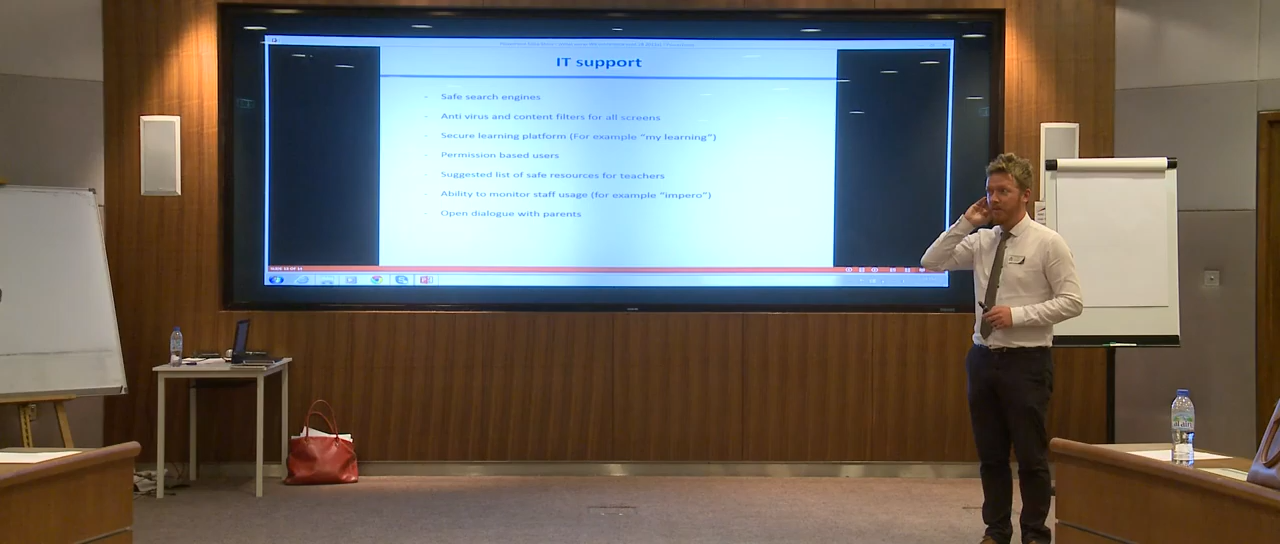 IT support
- Safe search engines
- Anti virus and content filters for all screens
- Secure learning platform (For example "my learning")
- Permission based users
- Suggested list of safe resources for teachers
- Ability to monitor staff usage (for example "impero")
- Open dialogue with parents